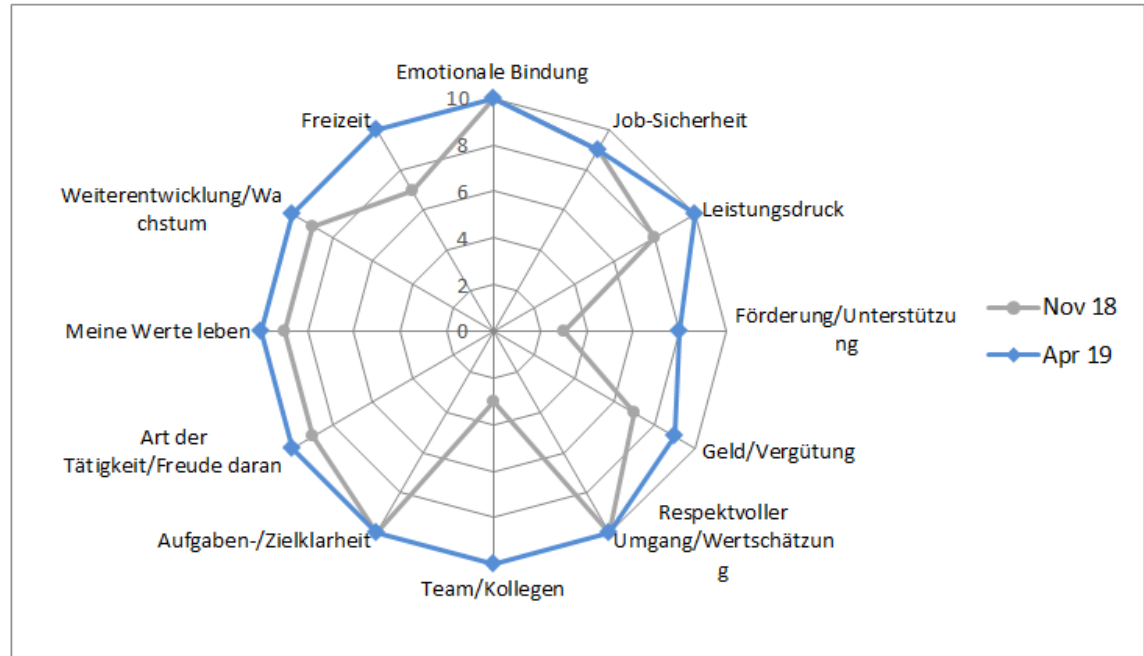 Emotionale Bindung
10
Freizeit
Job-Sicherheit
8
Weiterentwicklung/Wa
chstum
6
Leistungsdruck
4
2
Meine Werte leben
0
Förderung/Unterstützu
ng
Nov 18
Apr 19
Art der
Tätigkeit/Freude daran
Geld/Vergütung
Respektvoller
Umgang/Wertschätzun
g
Aufgaben-/Zielklarheit
Team/Kollegen